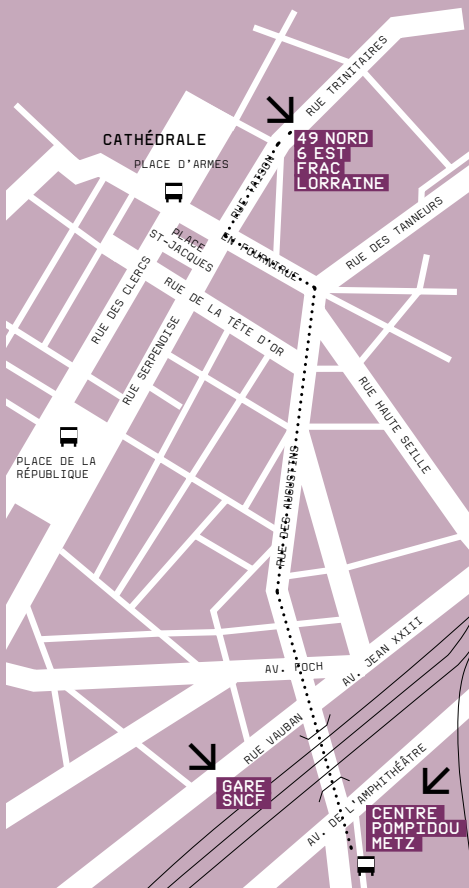 RUE TRINITAIRES
CATHÉDRALE
PLACE D'ARMES
49 NORD
6 EST
FRAC
LORRAINE
RUE TAISON
RUE DES TANNEURS
PLACE
ST-JACQUES
EN FOURNIRUE
RUE DES CLERCS
RUE DE LA TÊTE D'OR
RUE SERPENOISE
RUE HAUTE SEILLE
PLACE DE LA
RÉPUBLIQUE
RUE DES AUGUSTINS
AV. JEAN XXIII
AV. FOCH
RUE VAUBAN
GARE
SNCF
AV. DE L'AMPHITHÉÂTRE
CENTRE
POMPIDOU
METZ